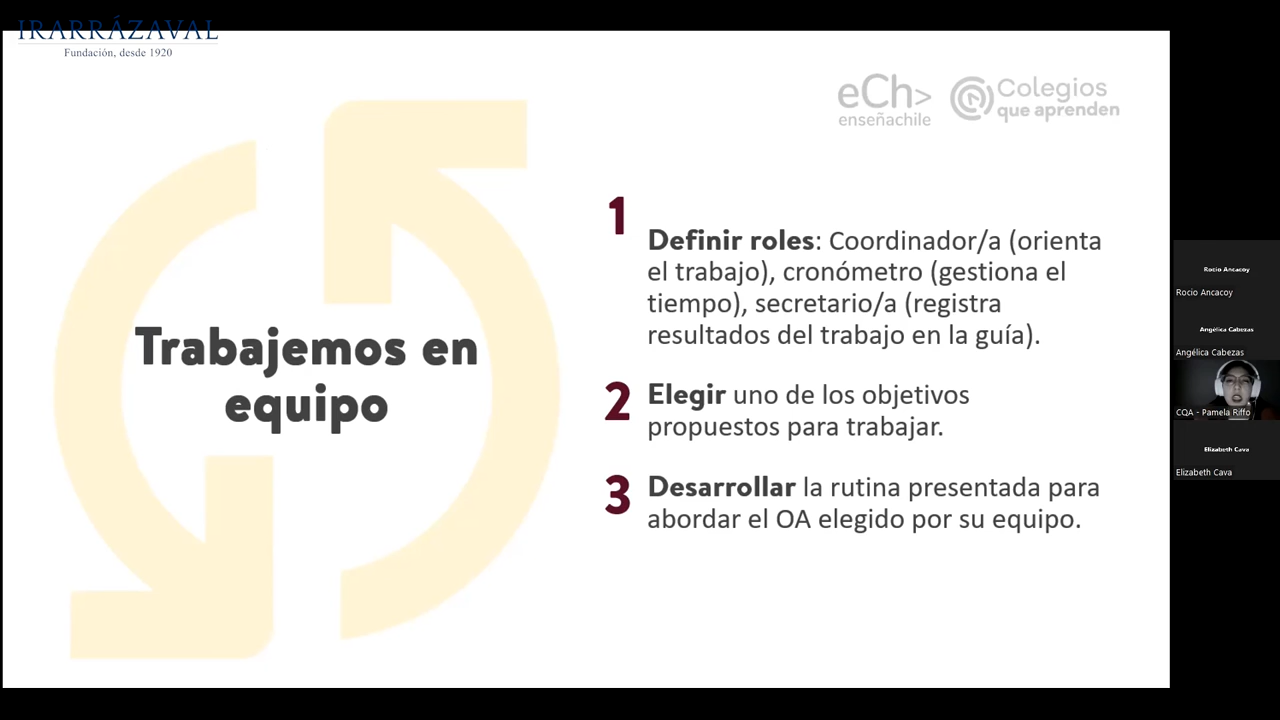 IRARRÁZAVAL
Fundación, desde 1920
eCh>
enseñachile
Colegios
que aprenden
Trabajemos en
equipo
1
Definir roles: Coordinador/a (orienta
el trabajo), cronómetro (gestiona el
tiempo), secretario/a (registra
resultados del trabajo en la guía).
2
Elegir uno de los objetivos
propuestos para trabajar.
3
Desarrollar la rutina presentada para
abordar el OA elegido por su equipo.
Rocio Ancacoy
Rocio Ancacoy
Angélica Cabezas
Angélica Cabezas
CQA - Pamela Riffo
Elizabeth Cava
Elizabeth Cava